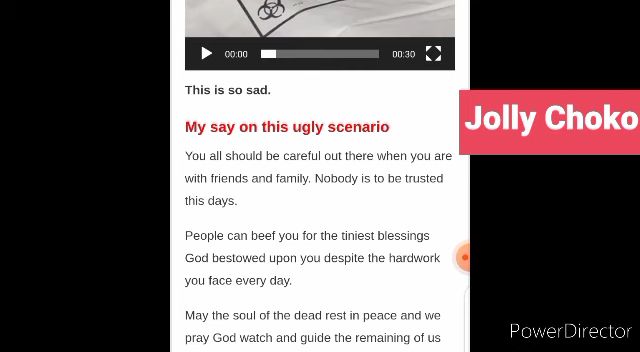 00:00
00:30
This is so sad.
My say on this ugly scenario
Jolly Choko
You all should be careful out there when you are
with friends and family. Nobody is to be trusted
this days.
People can beef you for the tiniest blessings
God bestowed upon you despite the hardwork
you face every day.
May the soul of the dead rest in peace and we
pray God watch and guide the remaining of us
PowerDirector